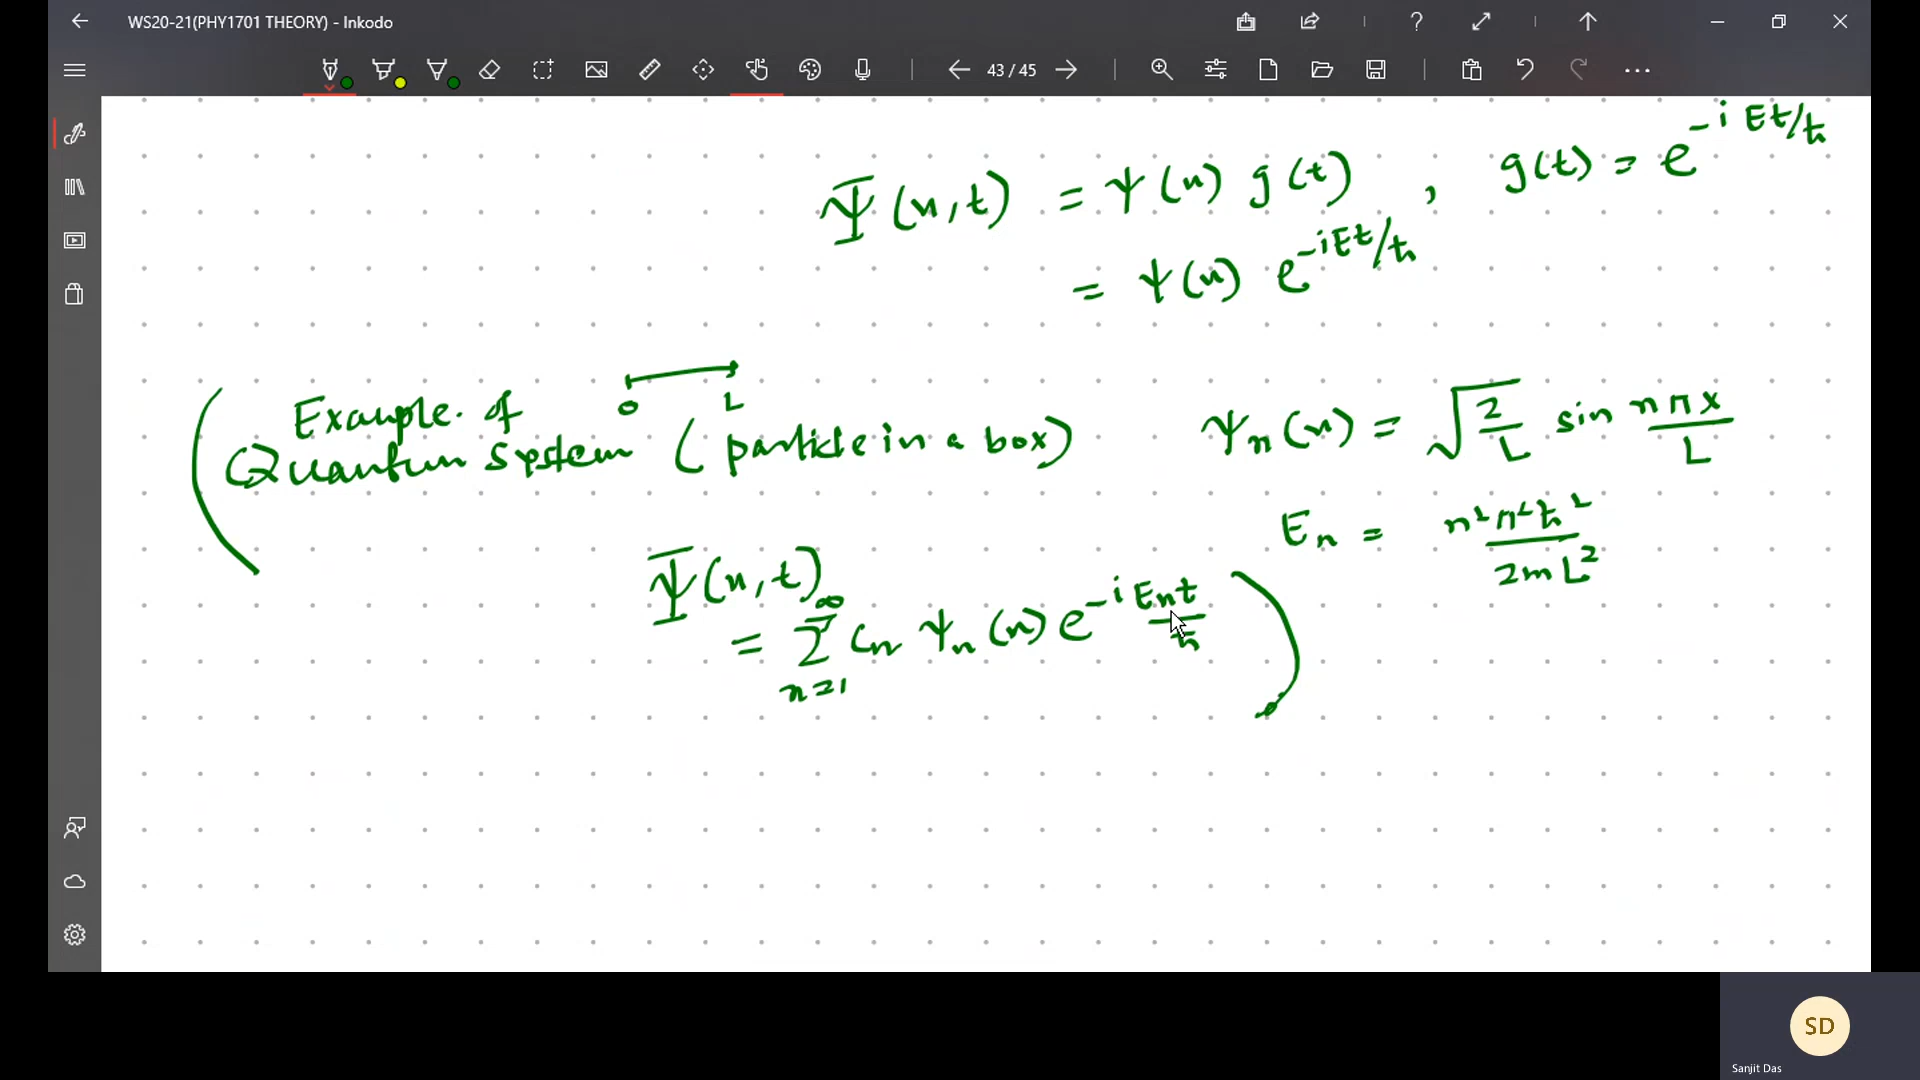 WS20-21(PHY1701 THEORY) - Inkodo
43 / 45
Ψ(x,t) = ψ(x) g(t) , g(t) = e^{-iEt/ħ}
= ψ(x) e^{-iEt/ħ}
0 L
( Example of
Quantum System ( particle in a box)
ψn(x) = √(2/L) sin nπx/L
En = n²π²ħ²/2mL²
Ψ(x,t)
= ∑_{n=1}^{∞} Cn ψn(x) e^{-iEnt/ħ} )
SD
Sanjit Das